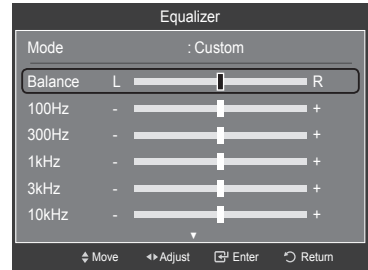 Equalizer
Mode : Custom
Balance L R
100Hz - +
300Hz - +
1kHz - +
3kHz - +
10kHz - +
▼
Move Adjust Enter Return